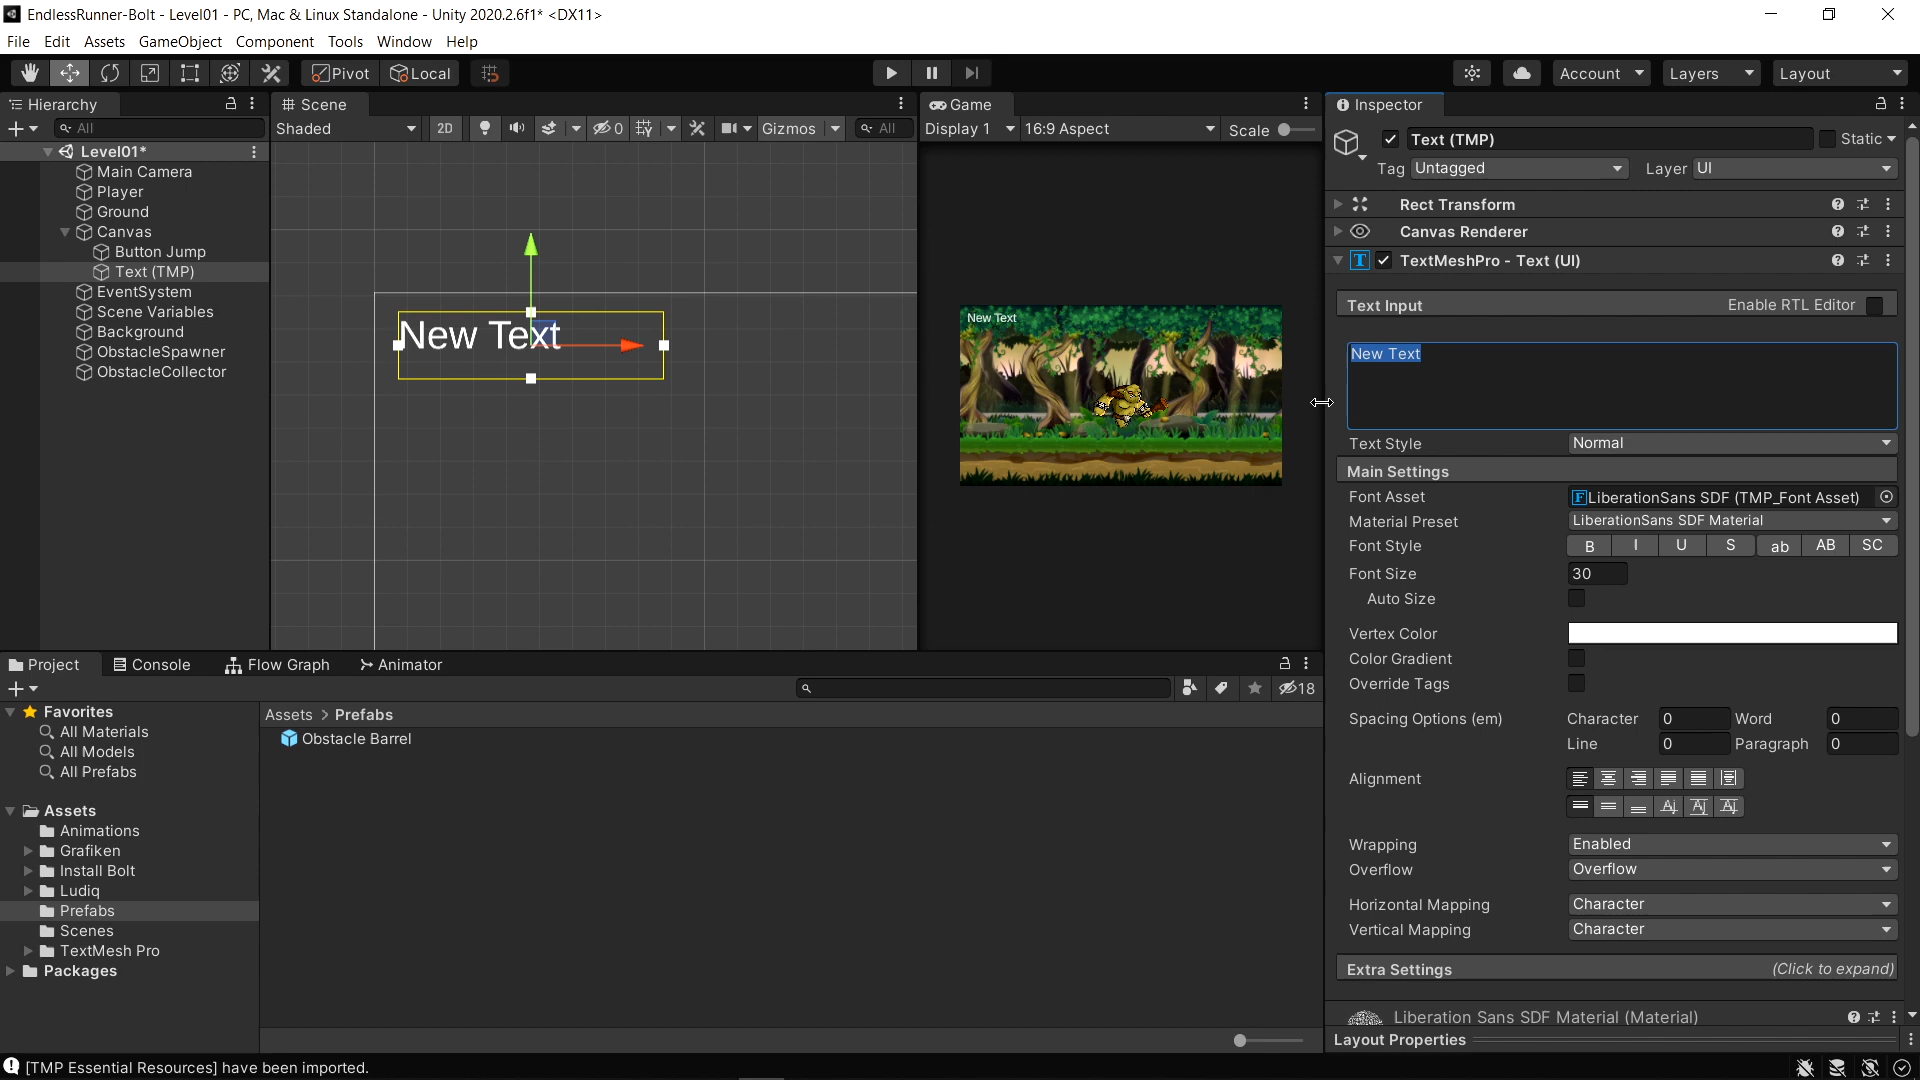 EndlessRunner-Bolt - Level01 - PC, Mac & Linux Standalone - Unity 2020.2.6f1* <DX11>
File Edit Assets GameObject Component Tools Window Help
Pivot Local Account Layers Layout
Hierarchy
All
Level01*
Main Camera
Player
Ground
Canvas
Button Jump
Text (TMP)
EventSystem
Scene Variables
Background
ObstacleSpawner
ObstacleCollector
Scene
Shaded 2D 0 Gizmos All
New Text
Game
Display 1 16:9 Aspect Scale
New Text
Inspector
Text (TMP) Static
Tag Untagged Layer UI
Rect Transform
Canvas Renderer
TextMeshPro - Text (UI)
Text Input Enable RTL Editor
New Text
Text Style Normal
Main Settings
Font Asset LiberationSans SDF (TMP_Font Asset)
Material Preset LiberationSans SDF Material
Font Style B I U S ab AB SC
Font Size 30
Auto Size
Vertex Color
Color Gradient
Override Tags
Spacing Options (em) Character 0 Word 0
Line 0 Paragraph 0
Alignment
Wrapping Enabled
Overflow Overflow
Horizontal Mapping Character
Vertical Mapping Character
Extra Settings (Click to expand)
Liberation Sans SDF Material (Material)
Layout Properties
Project Console Flow Graph Animator
18
Favorites
All Materials
All Models
All Prefabs
Assets
Animations
Grafiken
Install Bolt
Ludiq
Prefabs
Scenes
TextMesh Pro
Packages
Assets > Prefabs
Obstacle Barrel
[TMP Essential Resources] have been imported.